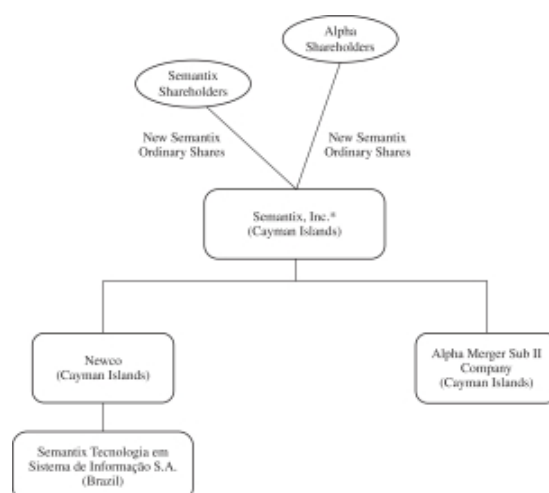 Alpha
Shareholders
Semantix
Shareholders
New Semantix
Ordinary Shares
New Semantix
Ordinary Shares
Semantix, Inc.*
(Cayman Islands)
Newco
(Cayman Islands)
Alpha Merger Sub II
Company
(Cayman Islands)
Semantix Tecnologia em
Sistema de Informação S.A.
(Brazil)